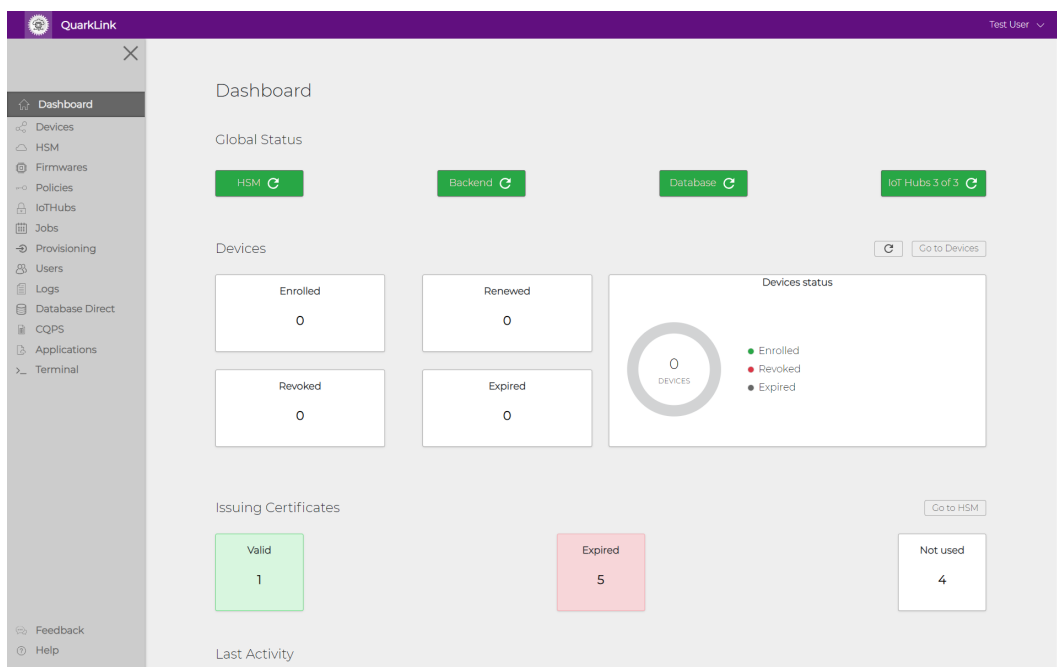 QuarkLink
Test User
Dashboard
Devices
HSM
Firmwares
Policies
IoTHubs
Jobs
Provisioning
Users
Logs
Database Direct
CQPS
Applications
Terminal
Feedback
Help
Dashboard
Global Status
HSM
Backend
Database
IoT Hubs 3 of 3
Devices
Go to Devices
Enrolled
0
Renewed
0
Revoked
0
Expired
0
Devices status
0
DEVICES
Enrolled
Revoked
Expired
Issuing Certificates
Go to HSM
Valid
1
Expired
5
Not used
4
Last Activity